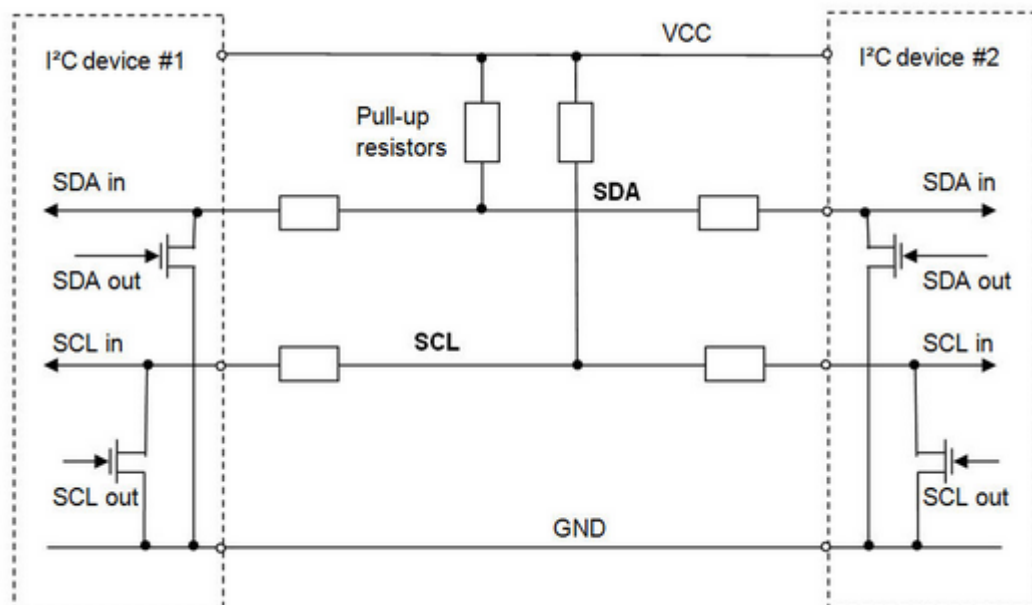 VCC
I²C device #1
I²C device #2
Pull-up
resistors
SDA in
SDA
SDA in
SDA out
SDA out
SCL in
SCL
SCL in
SCL out
SCL out
GND